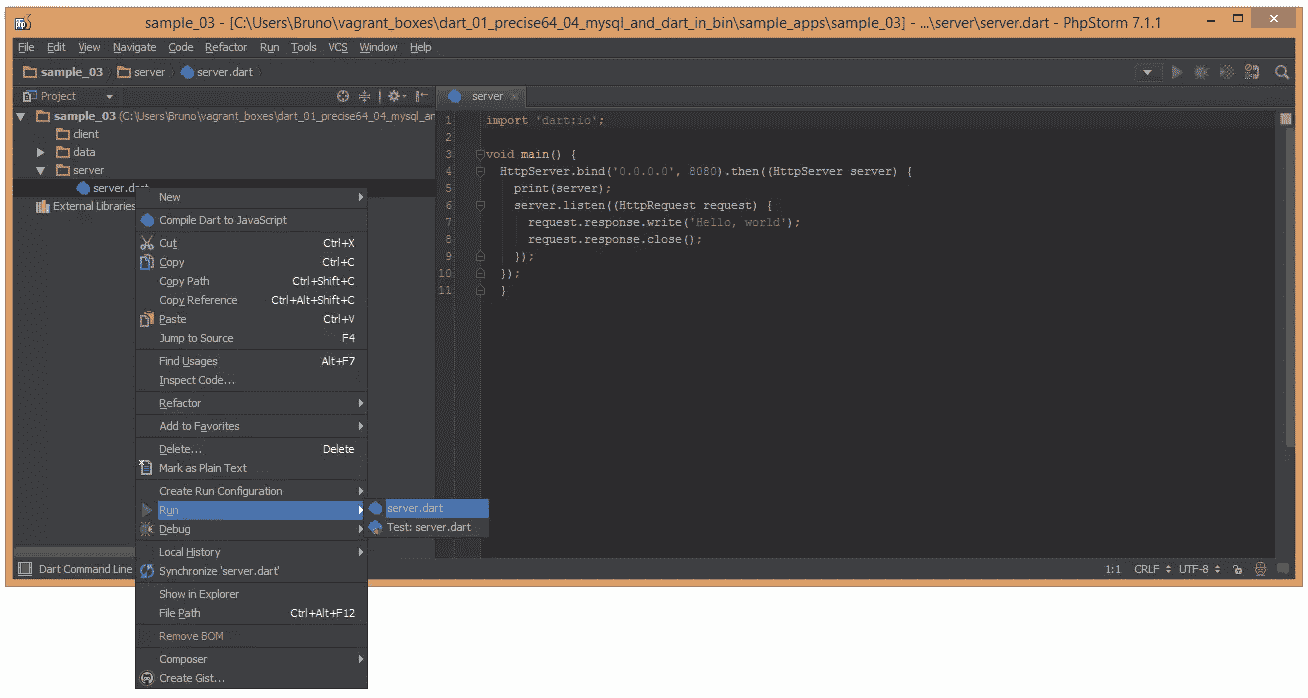 sample_03 - [C:\Users\Bruno\vagrant_boxes\dart_01_precise64_04_mysql_and_dart_in_bin\sample_apps\sample_03] - ...\server\server.dart - PhpStorm 7.1.1
File Edit View Navigate Code Refactor Run Tools VCS Window Help
sample_03 server server.dart
Project
sample_03 (C:\Users\Bruno\vagrant_boxes\dart_01_precise64_04_mysql_an
client
data
server
server.dart
External Libraries
New
Compile Dart to JavaScript
Cut Ctrl+X
Copy Ctrl+C
Copy Path Ctrl+Shift+C
Copy Reference Ctrl+Alt+Shift+C
Paste Ctrl+V
Jump to Source F4
Find Usages Alt+F7
Inspect Code...
Refactor
Add to Favorites
Delete... Delete
Mark as Plain Text
Create Run Configuration
Run
Debug
Local History
Synchronize 'server.dart'
Show in Explorer
File Path Ctrl+Alt+F12
Remove BOM
Composer
Create Gist...
server.dart
Test: server.dart
server
1 import 'dart:io';
2
3 void main() {
4 HttpServer.bind('0.0.0.0', 8080).then((HttpServer server) {
5 print(server);
6 server.listen((HttpRequest request) {
7 request.response.write('Hello, world');
8 request.response.close();
9 });
10 });
11 }
Dart Command Line
1:1 CRLF UTF-8